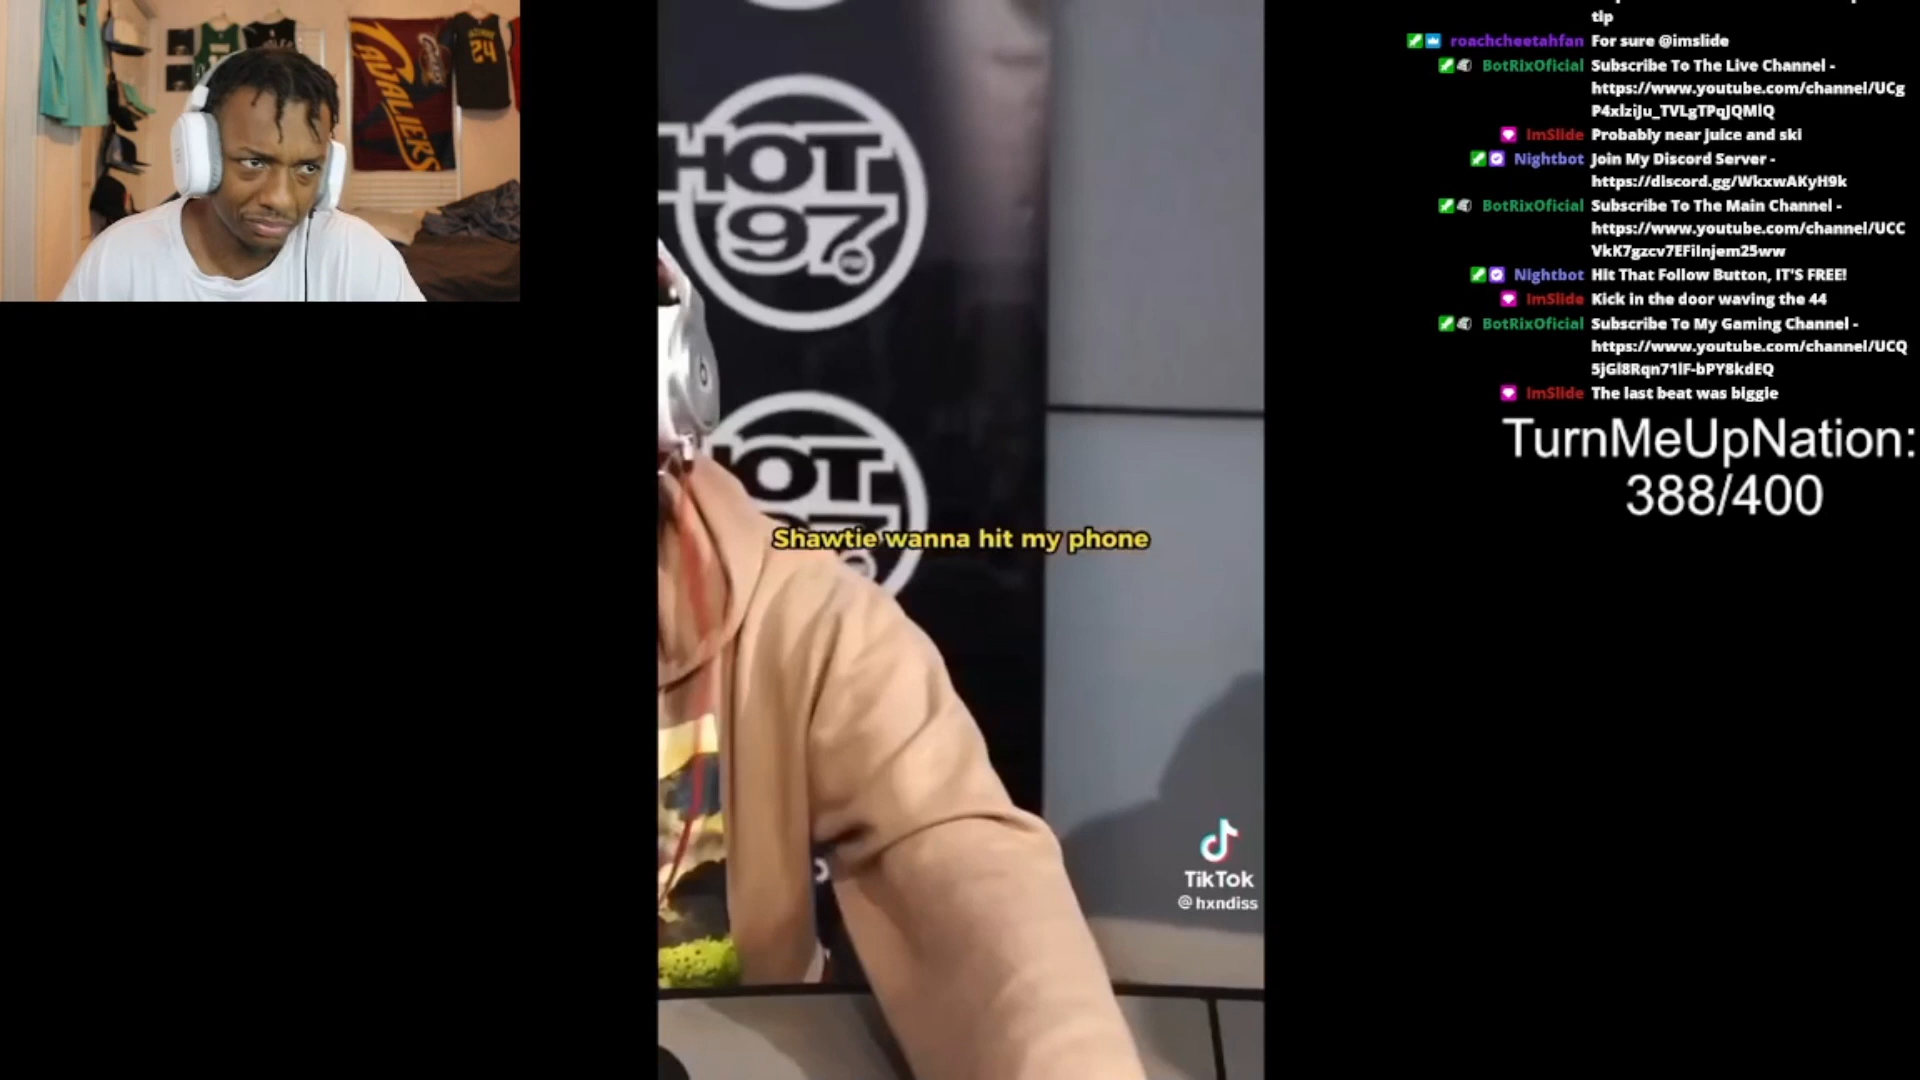 CAVALIERS
24
HOT
97
HOT
97
Shawtie wanna hit my phone
TikTok
@hxndiss
tip
roachcheetahfan For sure @imslide
BotRixOficial Subscribe To The Live Channel -
https://www.youtube.com/channel/UCg
P4xlziJu_TVLgTPqJQMlQ
ImSlide Probably near juice and ski
Nightbot Join My Discord Server -
https://discord.gg/WkxwAKyH9k
BotRixOficial Subscribe To The Main Channel -
https://www.youtube.com/channel/UCC
VkK7gzcv7EFiInjem25ww
Nightbot Hit That Follow Button, IT'S FREE!
ImSlide Kick in the door waving the 44
BotRixOficial Subscribe To My Gaming Channel -
https://www.youtube.com/channel/UCQ
5jGl8Rqn71lF-bPY8kdEQ
ImSlide The last beat was biggie
TurnMeUpNation:
388/400